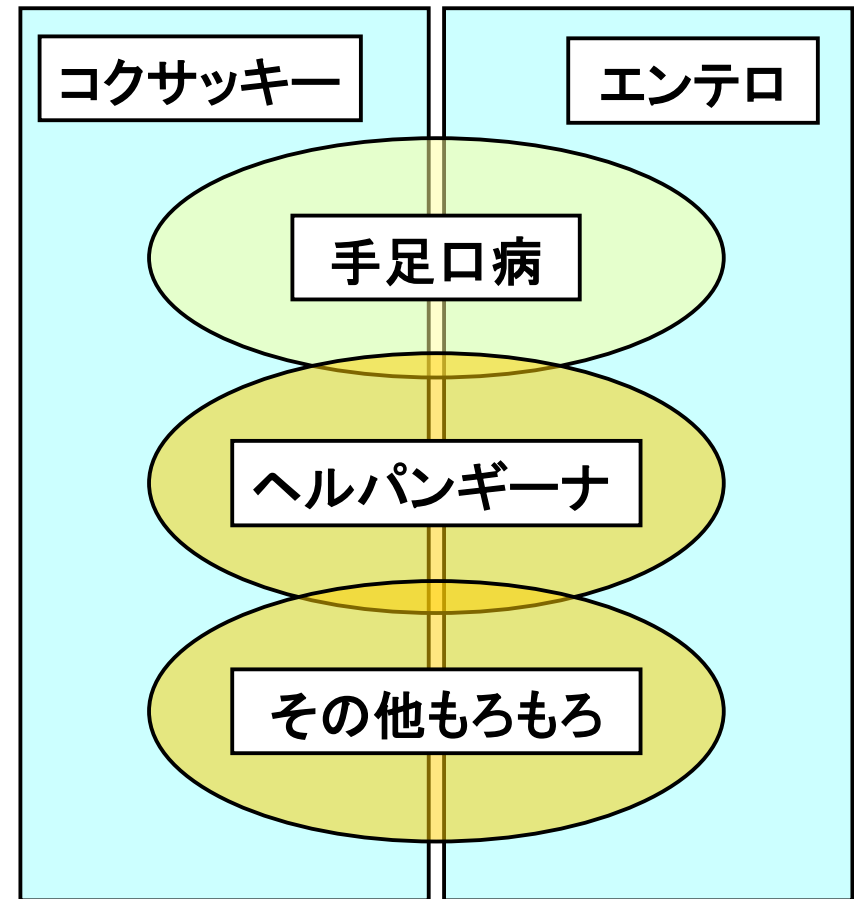 コクサッキー
エンテロ
手足口病
ヘルパンギーナ
その他もろもろ